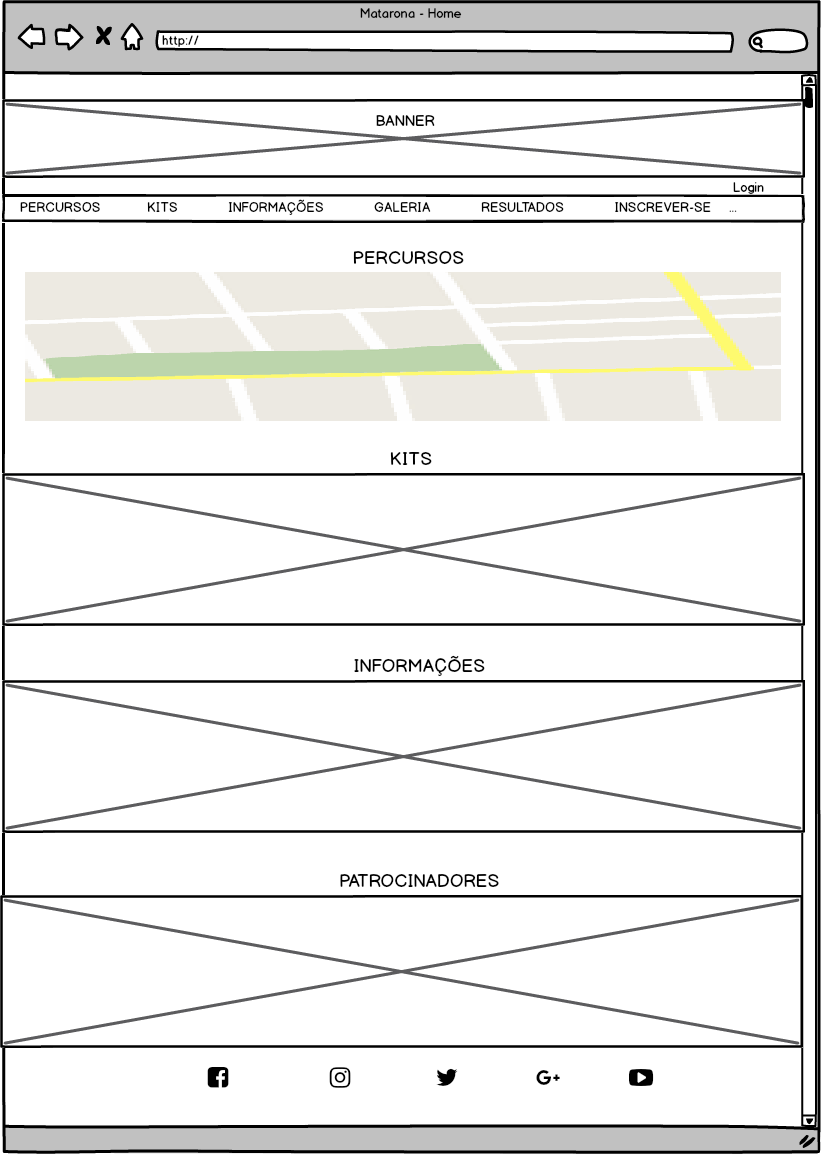 Matarona - Home
http://
BANNER
Login
PERCURSOS KITS INFORMAÇÕES GALERIA RESULTADOS INSCREVER-SE ...
PERCURSOS
KITS
INFORMAÇÕES
PATROCINADORES
G+